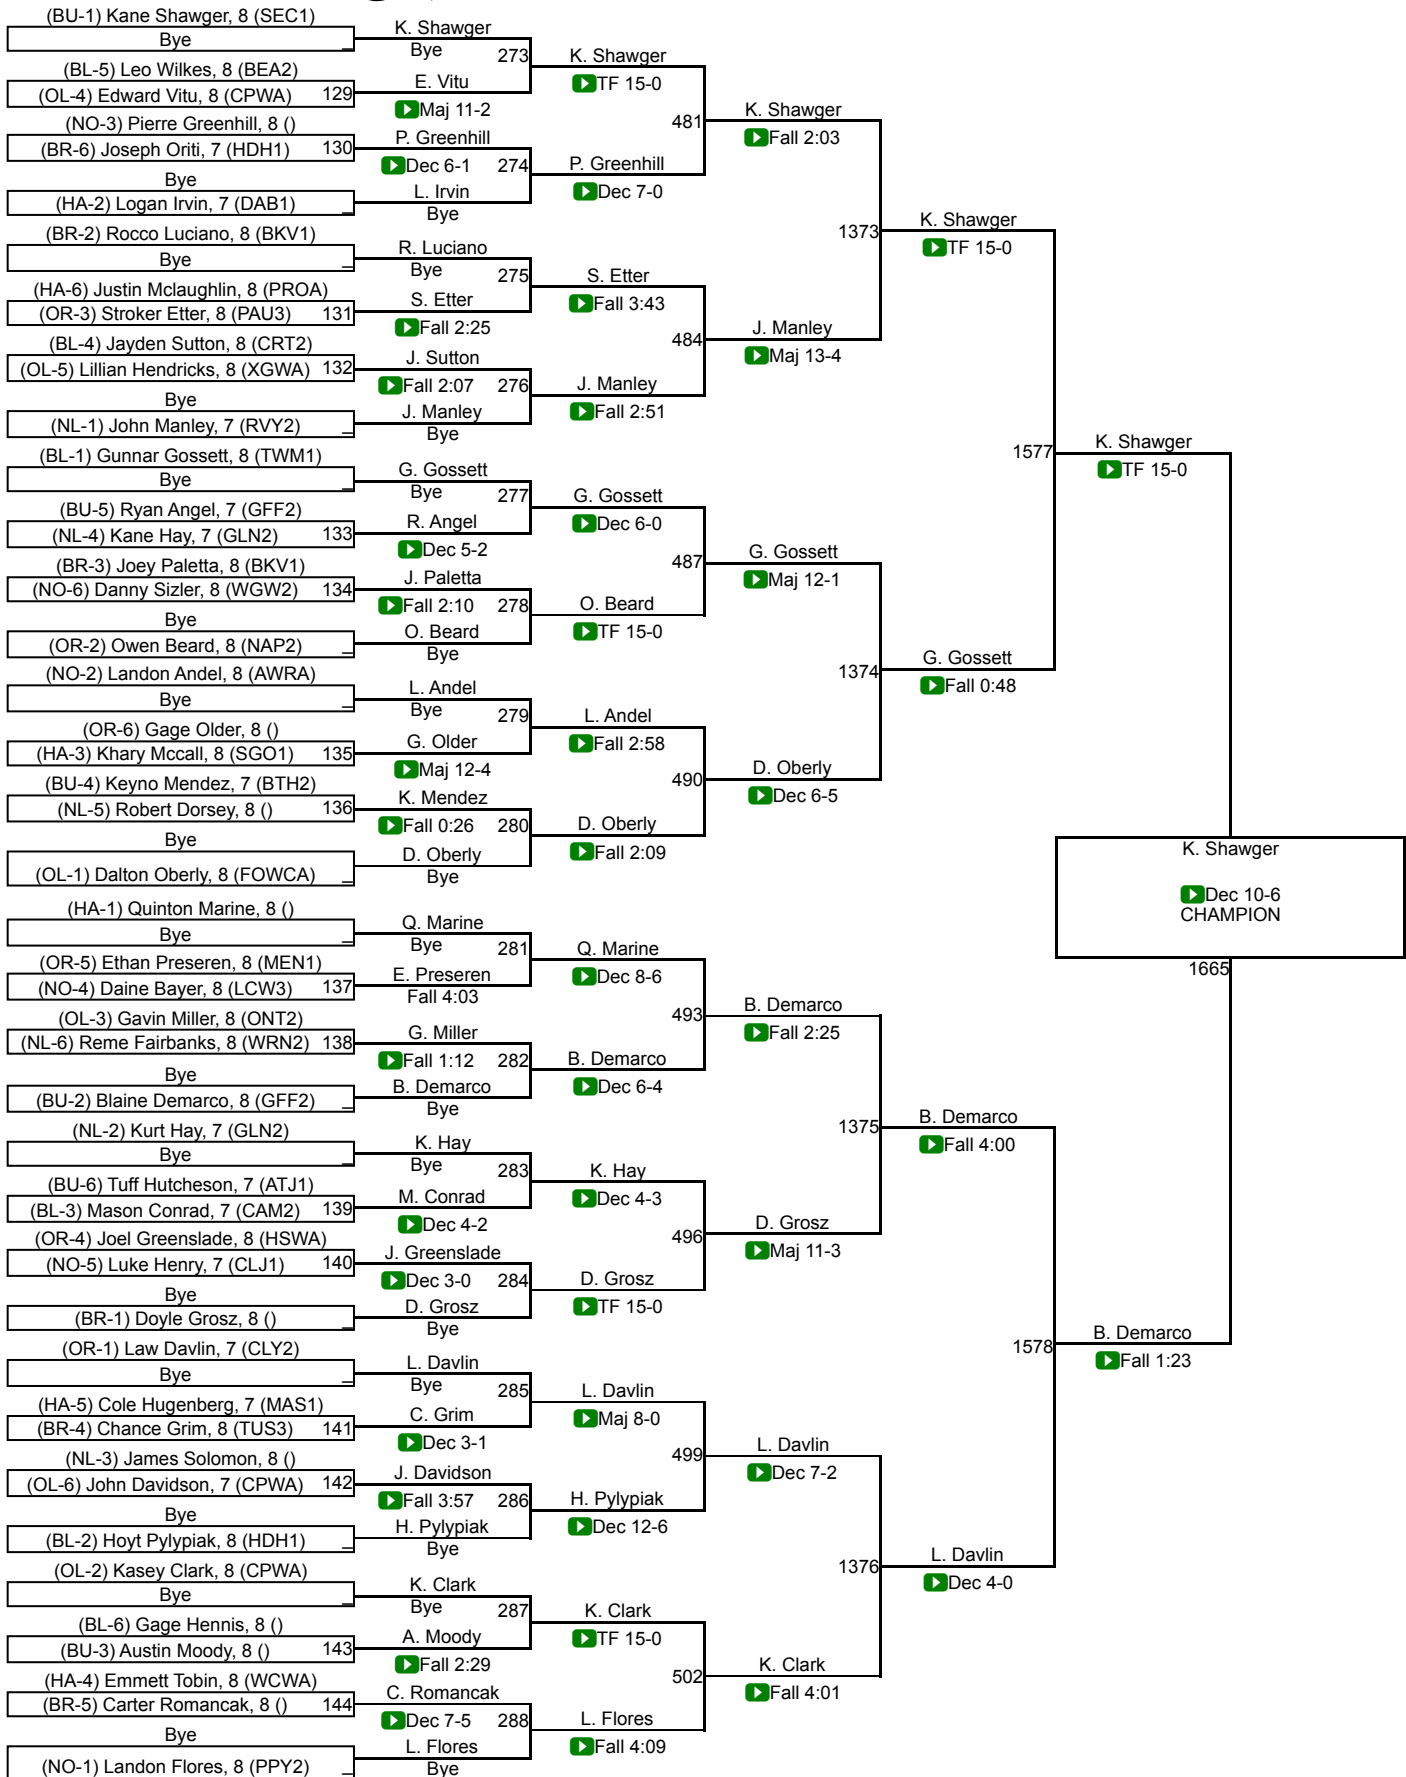 (BU-1) Kane Shawger, 8 (SEC1)
Bye
(BL-5) Leo Wilkes, 8 (BEA2)
(OL-4) Edward Vitu, 8 (CPWA) 129
(NO-3) Pierre Greenhill, 8 ()
(BR-6) Joseph Oriti, 7 (HDH1) 130
Bye
(HA-2) Logan Irvin, 7 (DAB1)
(BR-2) Rocco Luciano, 8 (BKV1)
Bye
(HA-6) Justin Mclaughlin, 8 (PROA)
(OR-3) Stroker Etter, 8 (PAU3) 131
(BL-4) Jayden Sutton, 8 (CRT2)
(OL-5) Lillian Hendricks, 8 (XGWA) 132
Bye
(NL-1) John Manley, 7 (RVY2)
(BL-1) Gunnar Gossett, 8 (TWM1)
Bye
(BU-5) Ryan Angel, 7 (GFF2)
(NL-4) Kane Hay, 7 (GLN2) 133
(BR-3) Joey Paletta, 8 (BKV1)
(NO-6) Danny Sizler, 8 (WGW2) 134
Bye
(OR-2) Owen Beard, 8 (NAP2)
(NO-2) Landon Andel, 8 (AWRA)
Bye
(OR-6) Gage Older, 8 ()
(HA-3) Khary Mccall, 8 (SGO1) 135
(BU-4) Keyno Mendez, 7 (BTH2)
(NL-5) Robert Dorsey, 8 () 136
Bye
(OL-1) Dalton Oberly, 8 (FOWCA)
(HA-1) Quinton Marine, 8 ()
Bye
(OR-5) Ethan Preseren, 8 (MEN1)
(NO-4) Daine Bayer, 8 (LCW3) 137
(OL-3) Gavin Miller, 8 (ONT2)
(NL-6) Reme Fairbanks, 8 (WRN2) 138
Bye
(BU-2) Blaine Demarco, 8 (GFF2)
(NL-2) Kurt Hay, 7 (GLN2)
Bye
(BU-6) Tuff Hutcheson, 7 (ATJ1)
(BL-3) Mason Conrad, 7 (CAM2) 139
(OR-4) Joel Greenslade, 8 (HSWA)
(NO-5) Luke Henry, 7 (CLJ1) 140
Bye
(BR-1) Doyle Grosz, 8 ()
(OR-1) Law Davlin, 7 (CLY2)
Bye
(HA-5) Cole Hugenberg, 7 (MAS1)
(BR-4) Chance Grim, 8 (TUS3) 141
(NL-3) James Solomon, 8 ()
(OL-6) John Davidson, 7 (CPWA) 142
Bye
(BL-2) Hoyt Pylypiak, 8 (HDH1)
(OL-2) Kasey Clark, 8 (CPWA)
Bye
(BL-6) Gage Hennis, 8 ()
(BU-3) Austin Moody, 8 () 143
(HA-4) Emmett Tobin, 8 (WCWA)
(BR-5) Carter Romancak, 8 () 144
Bye
(NO-1) Landon Flores, 8 (PPY2)
K. Shawger
Bye 273
E. Vitu
Maj 11-2
P. Greenhill
Dec 6-1 274
L. Irvin
Bye
R. Luciano
Bye 275
S. Etter
Fall 2:25
J. Sutton
Fall 2:07 276
J. Manley
Bye
G. Gossett
Bye 277
R. Angel
Dec 5-2
J. Paletta
Fall 2:10 278
O. Beard
Bye
L. Andel
Bye 279
G. Older
Maj 12-4
K. Mendez
Fall 0:26 280
D. Oberly
Bye
Q. Marine
Bye 281
E. Preseren
Fall 4:03
G. Miller
Fall 1:12 282
B. Demarco
Bye
K. Hay
Bye 283
M. Conrad
Dec 4-2
J. Greenslade
Dec 3-0 284
D. Grosz
Bye
L. Davlin
Bye 285
C. Grim
Dec 3-1
J. Davidson
Fall 3:57 286
H. Pylypiak
Bye
K. Clark
Bye 287
A. Moody
Fall 2:29
C. Romancak
Dec 7-5 288
L. Flores
Bye
K. Shawger
TF 15-0
481
P. Greenhill
Dec 7-0
S. Etter
Fall 3:43
484
J. Manley
Fall 2:51
G. Gossett
Dec 6-0
487
O. Beard
TF 15-0
L. Andel
Fall 2:58
490
D. Oberly
Fall 2:09
Q. Marine
Dec 8-6
493
B. Demarco
Dec 6-4
K. Hay
Dec 4-3
496
D. Grosz
TF 15-0
L. Davlin
Maj 8-0
499
H. Pylypiak
Dec 12-6
K. Clark
TF 15-0
502
L. Flores
Fall 4:09
K. Shawger
Fall 2:03
1373
J. Manley
Maj 13-4
G. Gossett
Maj 12-1
1374
D. Oberly
Dec 6-5
B. Demarco
Fall 2:25
1375
D. Grosz
Maj 11-3
L. Davlin
Dec 7-2
1376
K. Clark
Fall 4:01
K. Shawger
TF 15-0
1577
G. Gossett
Fall 0:48
B. Demarco
Fall 4:00
1578
L. Davlin
Dec 4-0
K. Shawger
TF 15-0
B. Demarco
Fall 1:23
K. Shawger
Dec 10-6
CHAMPION
1665